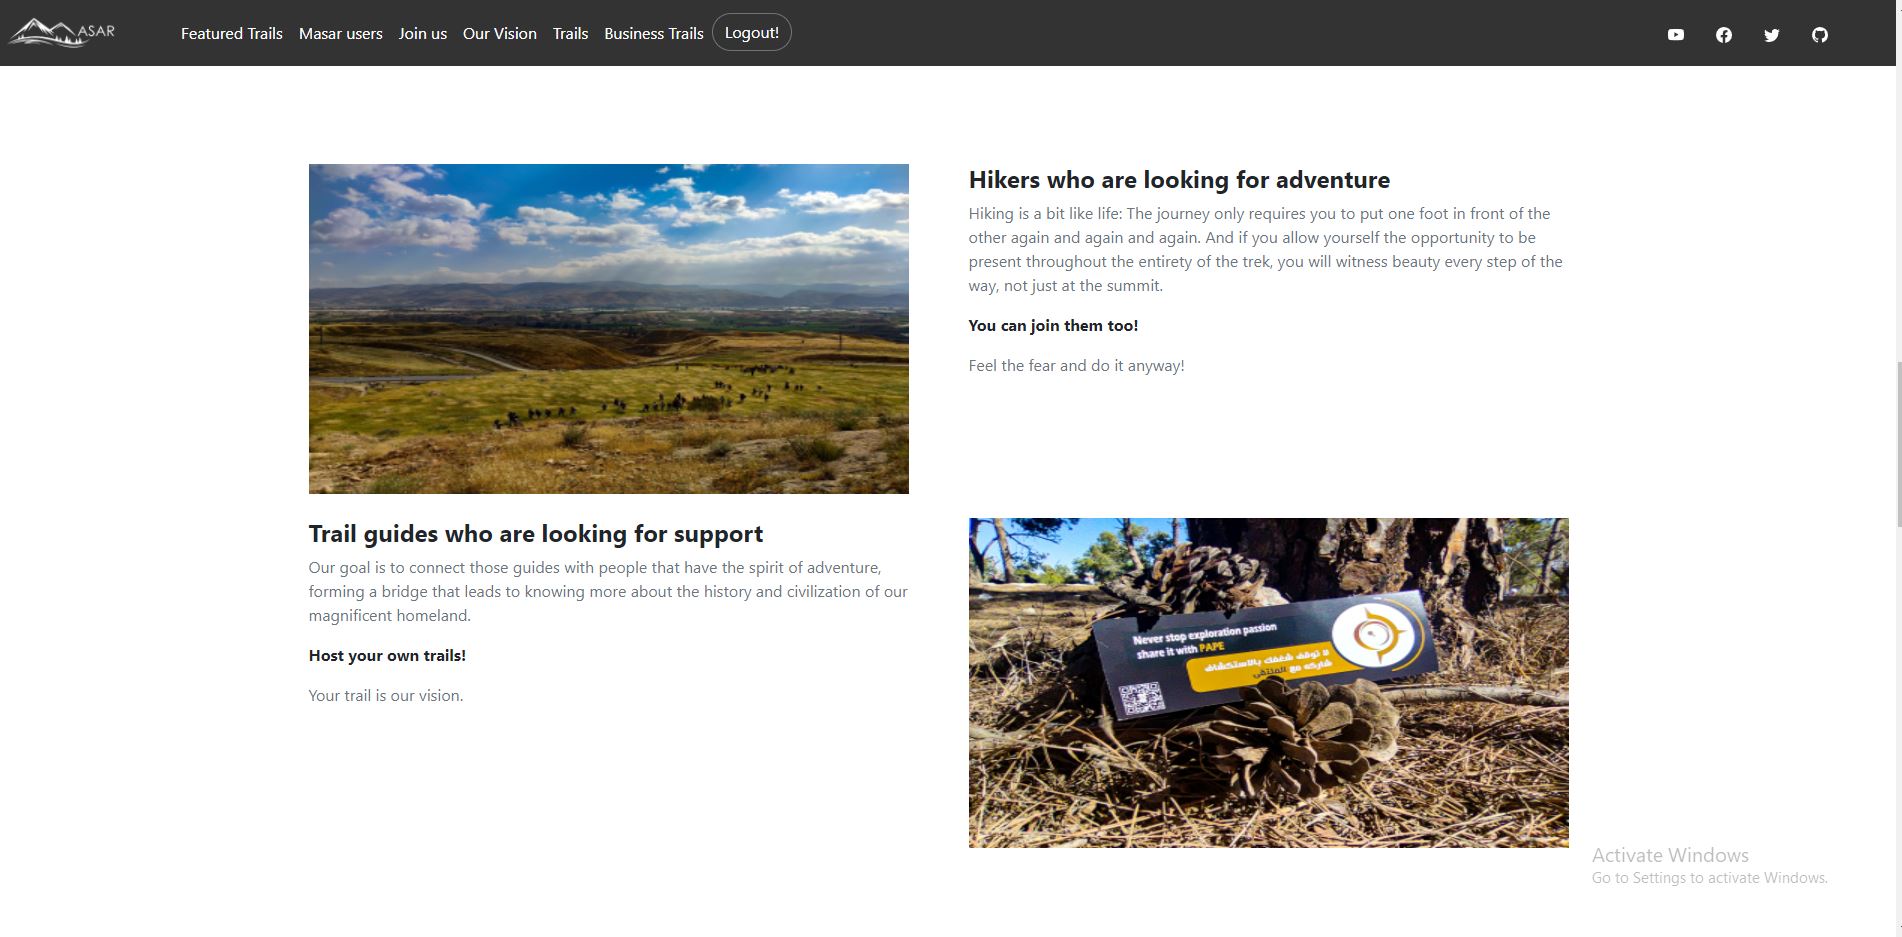 ASAR
Featured Trails
Masar users
Join us
Our Vision
Trails
Business Trails
Logout!
Hikers who are looking for adventure
Hiking is a bit like life: The journey only requires you to put one foot in front of the
other again and again and again. And if you allow yourself the opportunity to be
present throughout the entirety of the trek, you will witness beauty every step of the
way, not just at the summit.
You can join them too!
Feel the fear and do it anyway!
Trail guides who are looking for support
Our goal is to connect those guides with people that have the spirit of adventure,
forming a bridge that leads to knowing more about the history and civilization of our
magnificent homeland.
Host your own trails!
Your trail is our vision.
Never stop exploration passion
share it with PAPE
لا توقف شغفك بالاستكشاف
شاركه مع الملتقى
Activate Windows
Go to Settings to activate Windows.